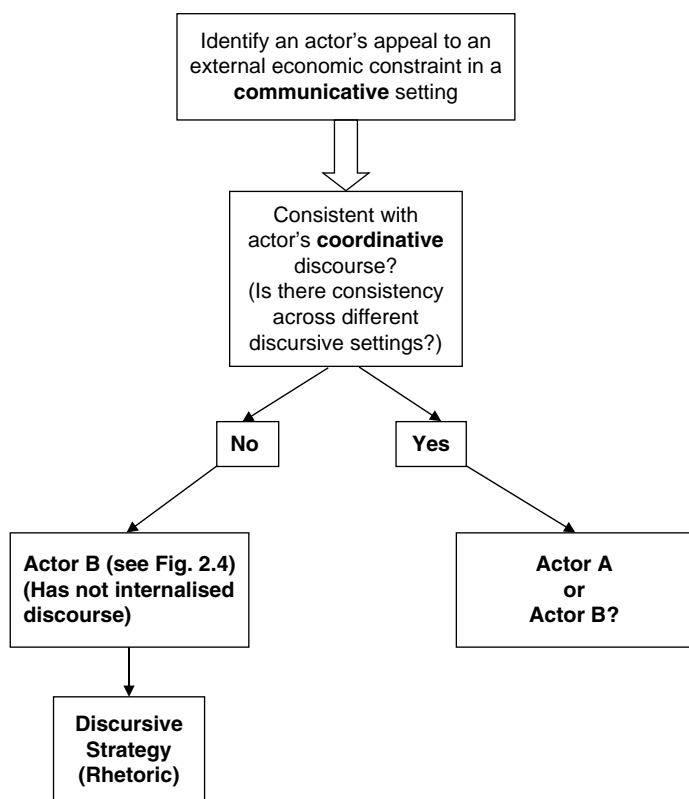 Identify an actor's appeal to an
external economic constraint in a
communicative setting
Consistent with
actor's coordinative
discourse?
(Is there consistency
across different
discursive settings?)
No
Yes
Actor B (see Fig. 2.4)
(Has not internalised
discourse)
Actor A
or
Actor B?
Discursive
Strategy
(Rhetoric)